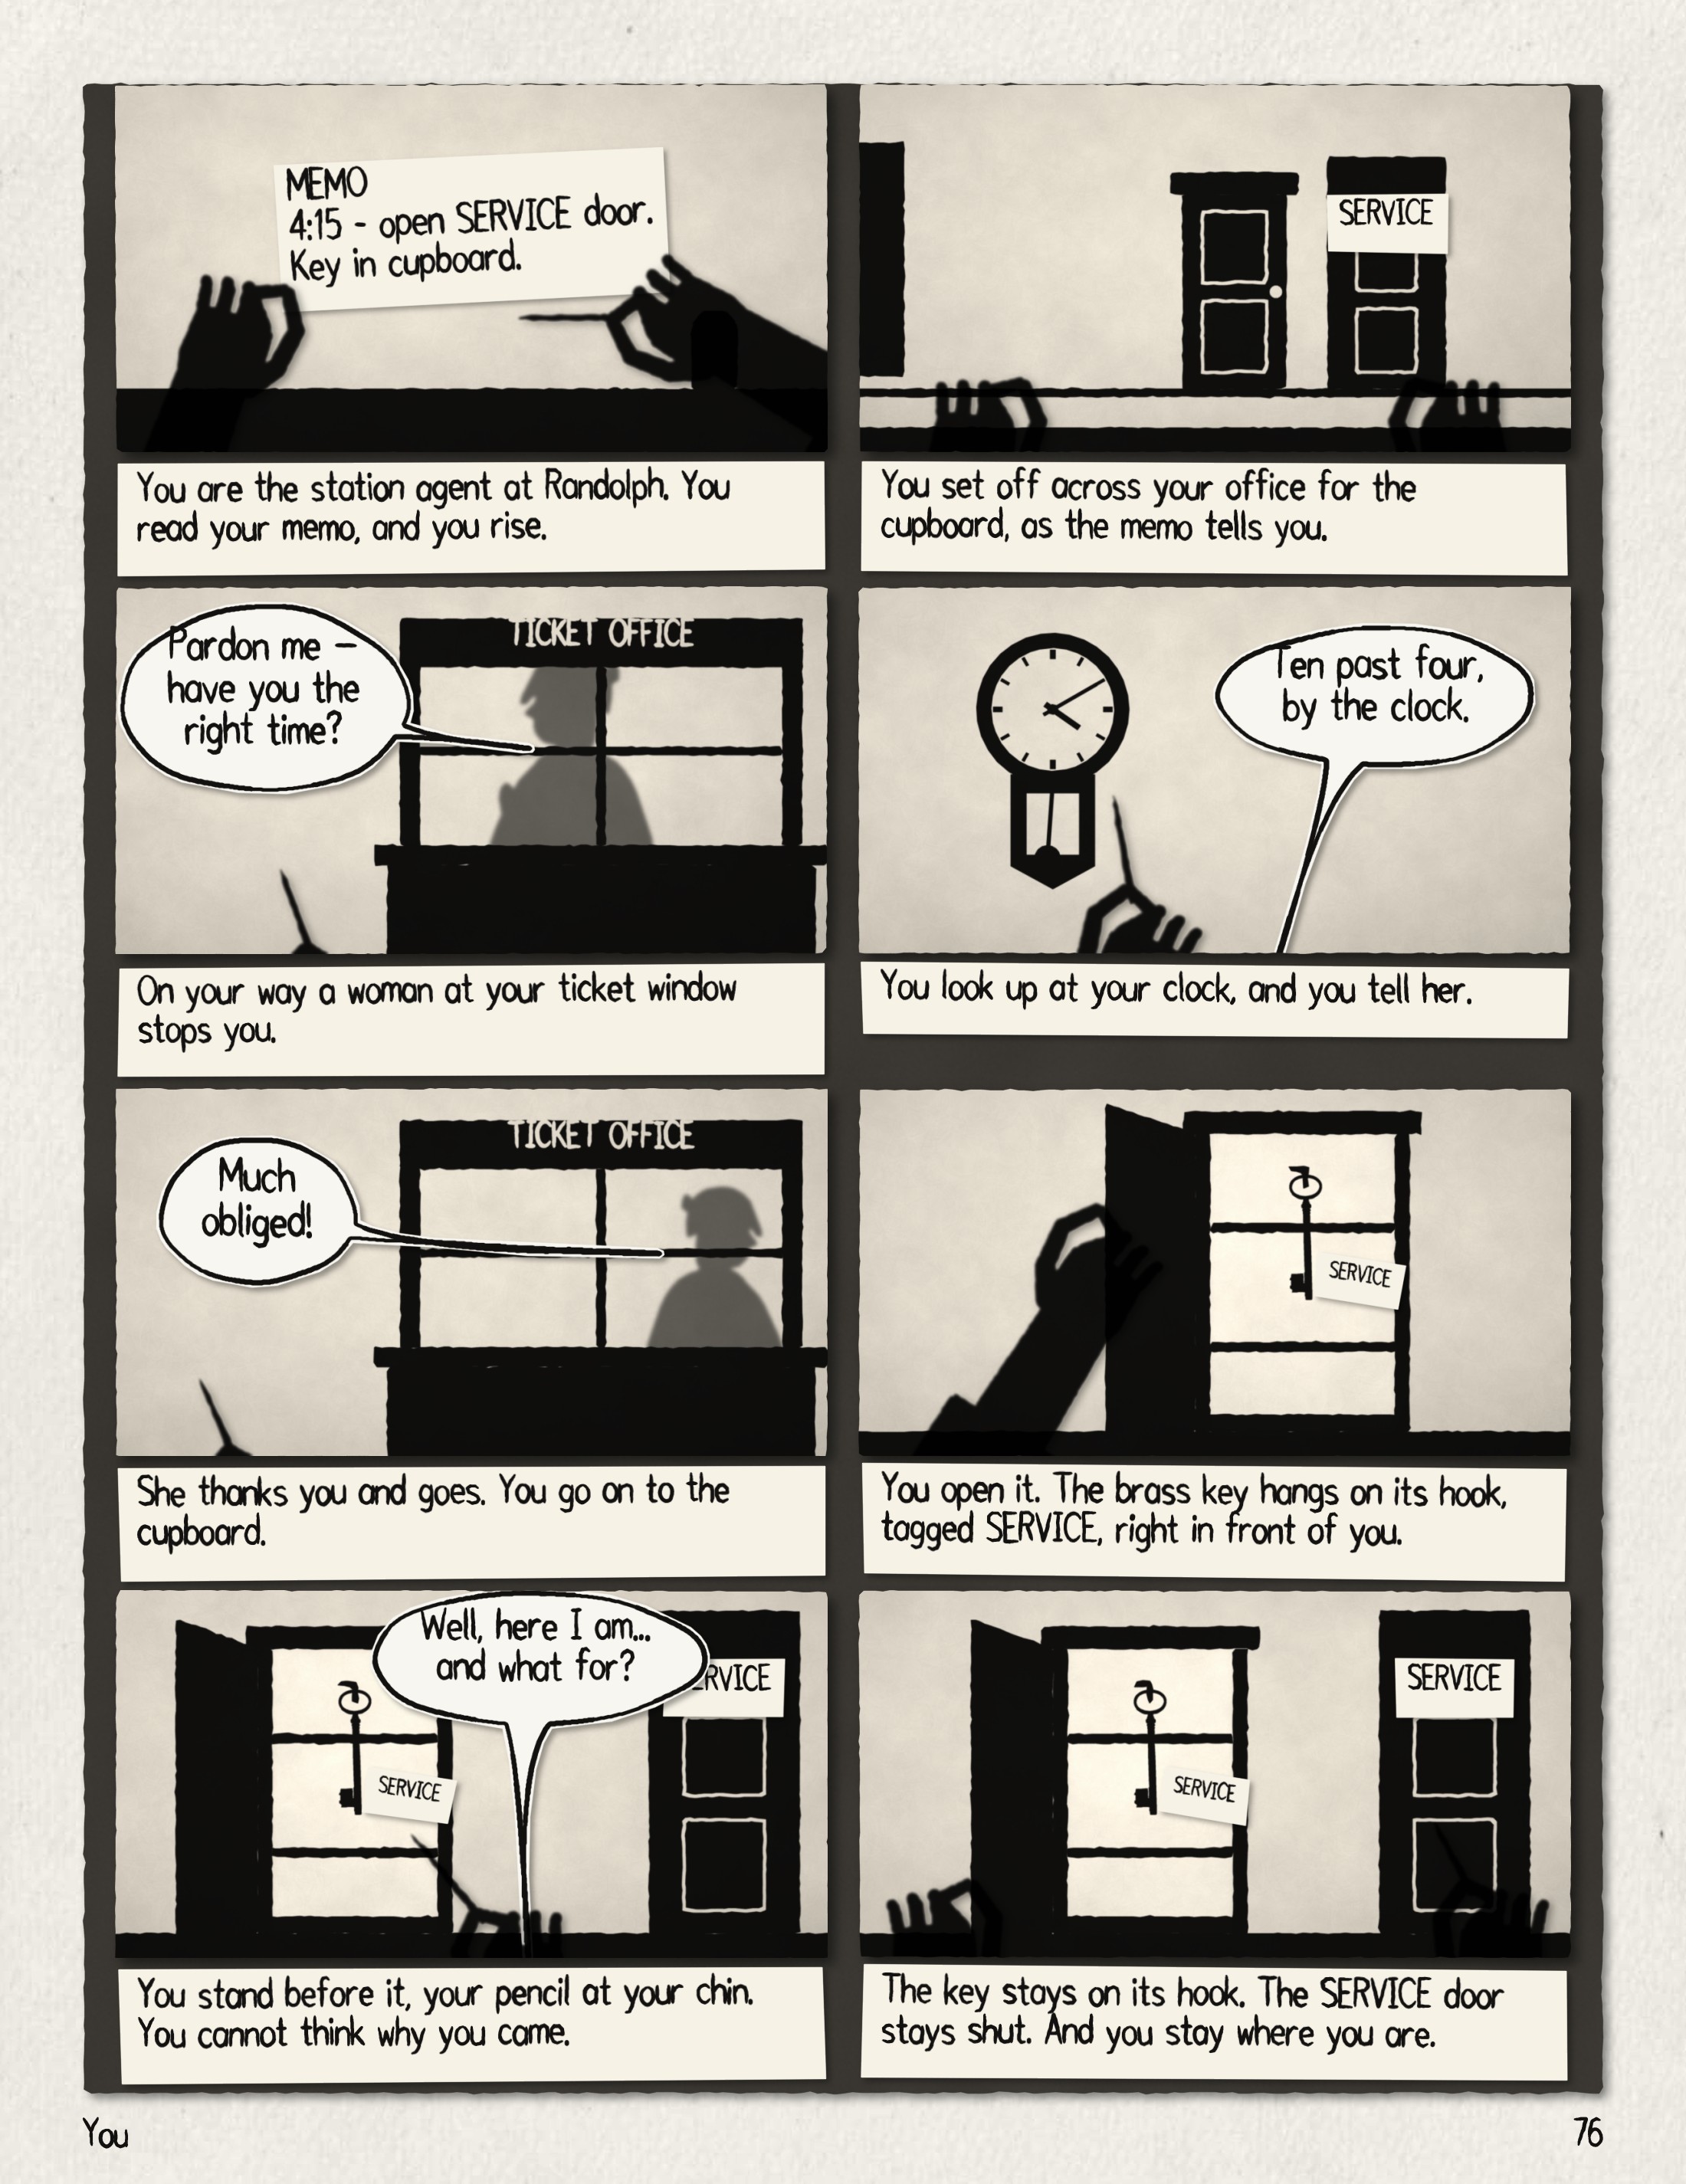 MEMO
4:15 - open SERVICE door.
Key in cupboard.
SERVICE
You are the station agent at Randolph. You
read your memo, and you rise.
You set off across your office for the
cupboard, as the memo tells you.
Pardon me —
have you the
right time?
TICKET OFFICE
Ten past four,
by the clock.
On your way a woman at your ticket window
stops you.
You look up at your clock, and you tell her.
Much
obliged!
TICKET OFFICE
SERVICE
She thanks you and goes. You go on to the
cupboard.
You open it. The brass key hangs on its hook,
tagged SERVICE, right in front of you.
Well, here I am...
and what for?
ERVICE
SERVICE
SERVICE
SERVICE
You stand before it, your pencil at your chin.
You cannot think why you came.
The key stays on its hook. The SERVICE door
stays shut. And you stay where you are.
You
76